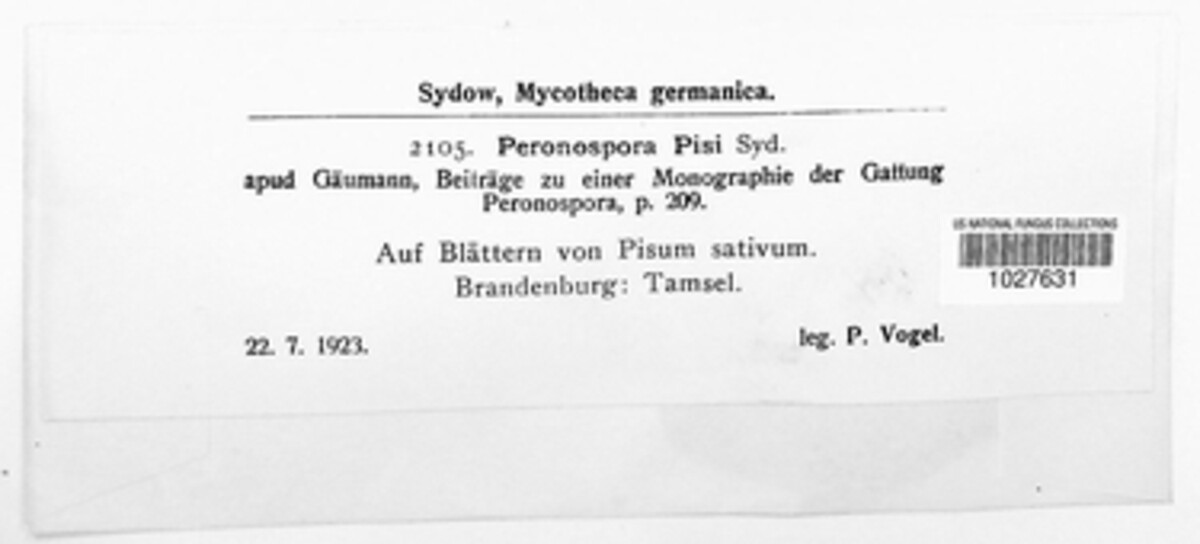 Sydow, Mycotheca germanica.
2105. Peronospora Pisi Syd.
apud Gäumann, Beiträge zu einer Monographie der Gattung
Peronospora, p. 209.
Auf Blättern von Pisum sativum.
Brandenburg: Tamsel.
22. 7. 1923.
leg. P. Vogel.
US NATIONAL FUNGUS COLLECTIONS
1027631